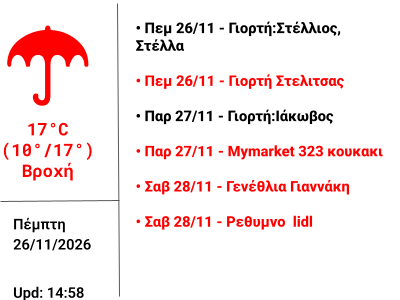 17°C
(10°/17°)
Βροχή
Πέμπτη
26/11/2026
Upd: 14:58
• Πεμ 26/11 - Γιορτή:Στέλλιος,
Στέλλα
• Πεμ 26/11 - Γιορτή Στελιτσας
• Παρ 27/11 - Γιορτή:Ιάκωβος
• Παρ 27/11 - Mymarket 323 κουκακι
• Σαβ 28/11 - Γενέθλια Γιαννάκη
• Σαβ 28/11 - Ρεθυμνο  lidl